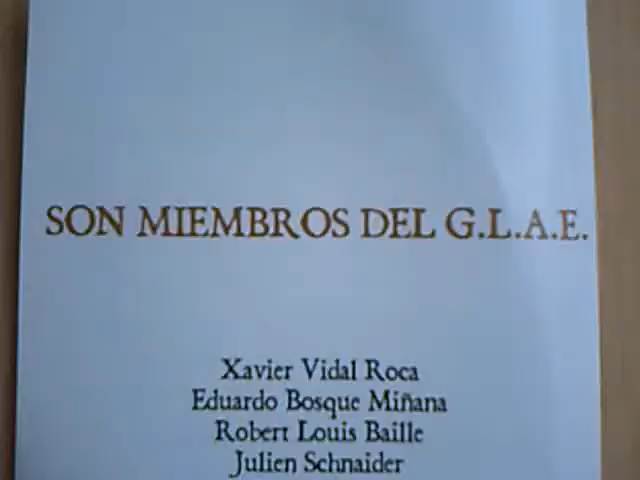 SON MIEMBROS DEL G.L.A.E.
Xavier Vidal Roca
Eduardo Bosque Miñana
Robert Louis Baille
Julien Schnaider